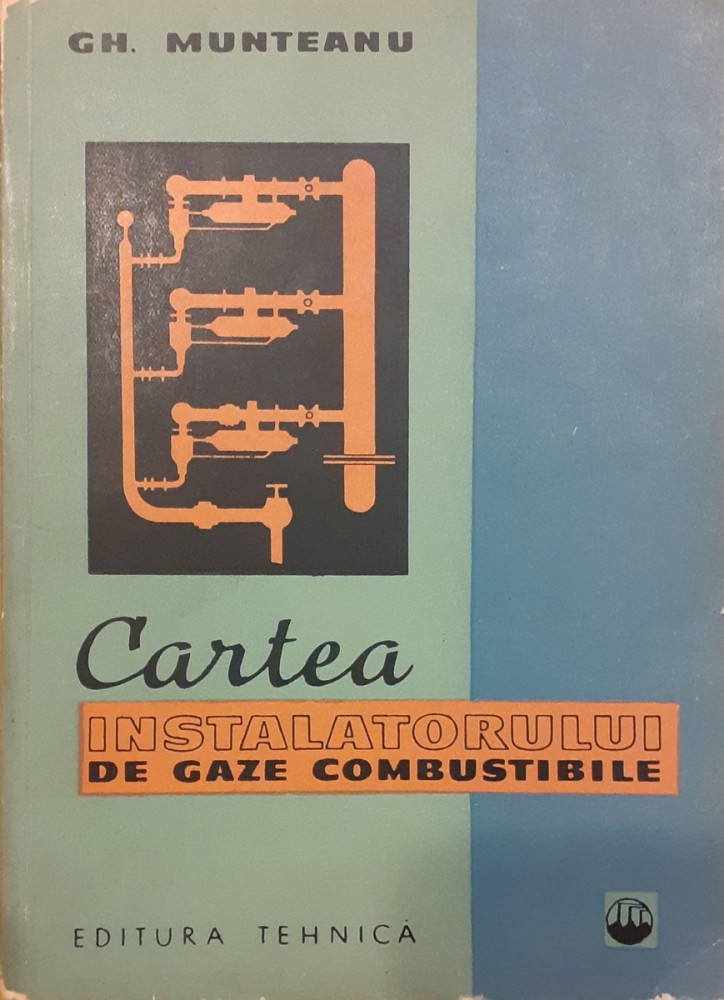 GH. MUNTEANU
Cartea
INSTALATORULUI
DE GAZE COMBUSTIBILE
EDITURA TEHNICĂ